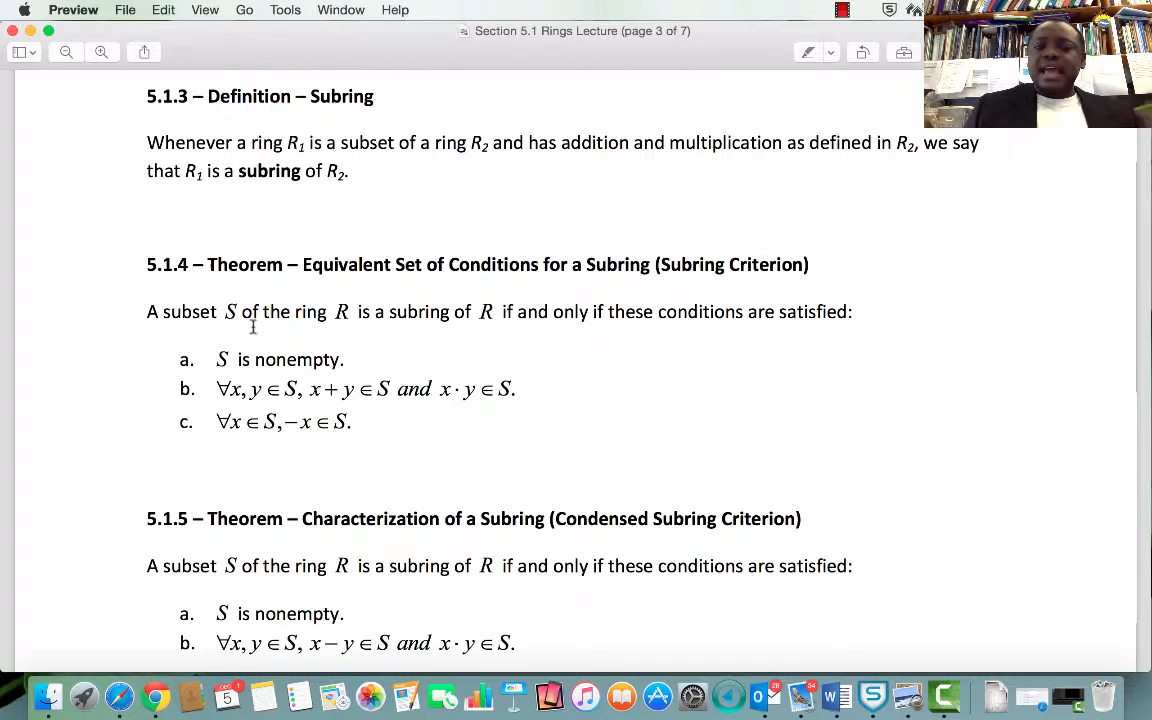 Preview File Edit View Go Tools Window Help
Section 5.1 Rings Lecture (page 3 of 7)
5.1.3 – Definition – Subring
Whenever a ring R₁ is a subset of a ring R₂ and has addition and multiplication as defined in R₂, we say
that R₁ is a subring of R₂.
5.1.4 – Theorem – Equivalent Set of Conditions for a Subring (Subring Criterion)
A subset S of the ring R is a subring of R if and only if these conditions are satisfied:
a. S is nonempty.
b. ∀x, y ∈ S, x + y ∈ S and x · y ∈ S.
c. ∀x ∈ S, − x ∈ S.
5.1.5 – Theorem – Characterization of a Subring (Condensed Subring Criterion)
A subset S of the ring R is a subring of R if and only if these conditions are satisfied:
a. S is nonempty.
b. ∀x, y ∈ S, x − y ∈ S and x · y ∈ S.
5